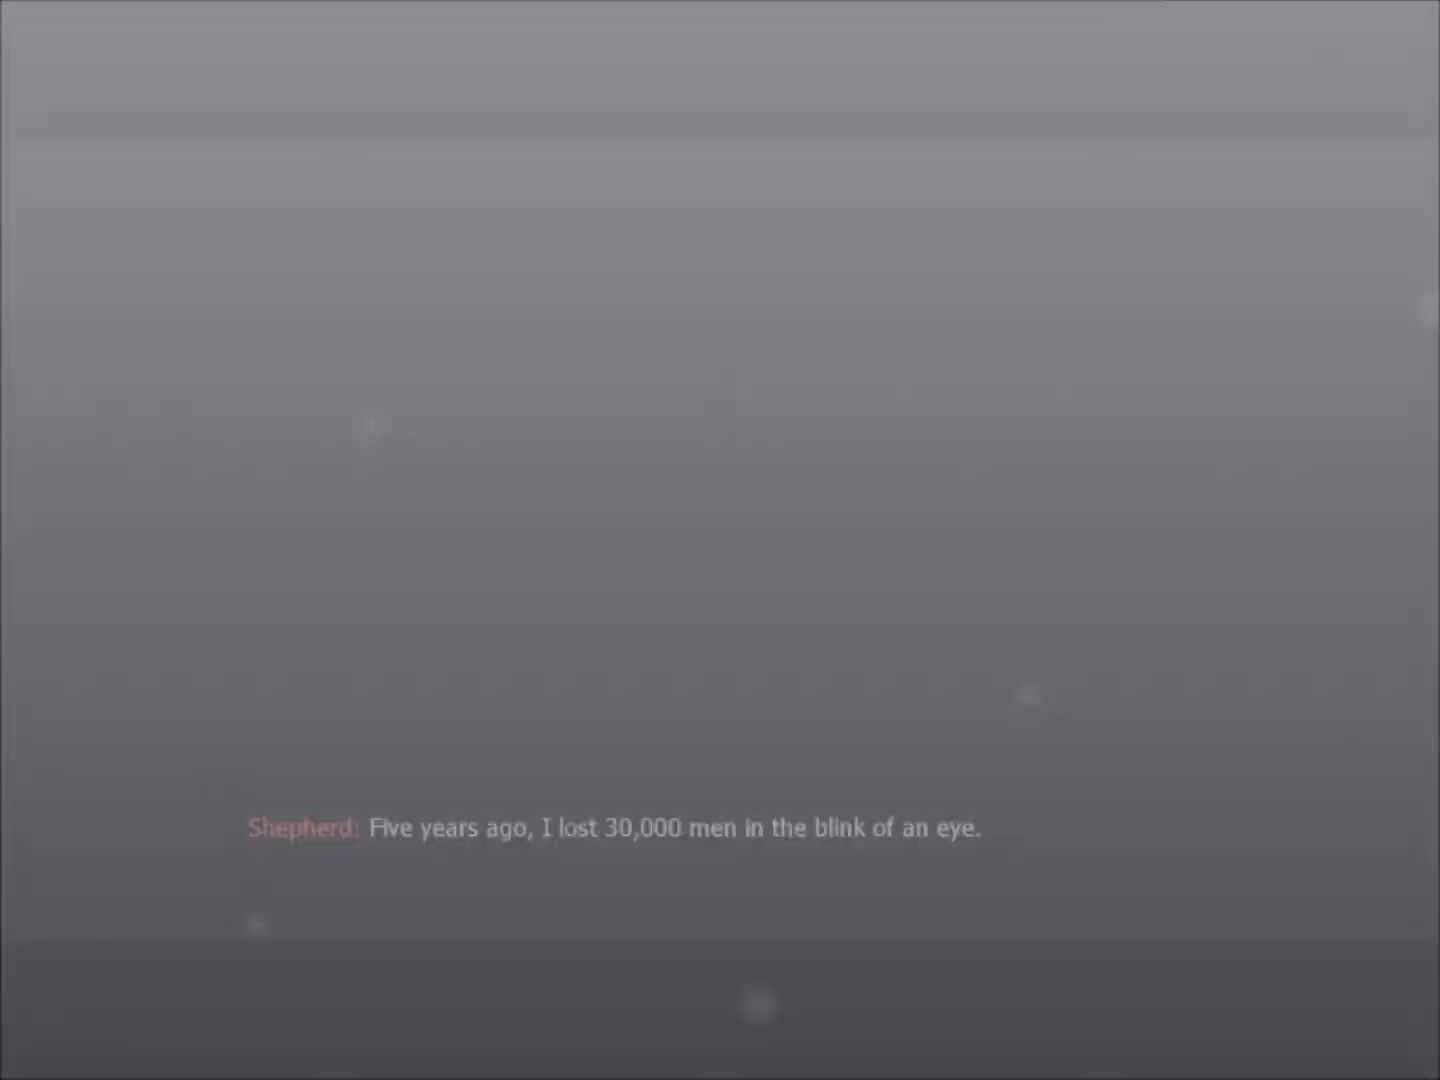 Shepherd: Five years ago, I lost 30,000 men in the blink of an eye.